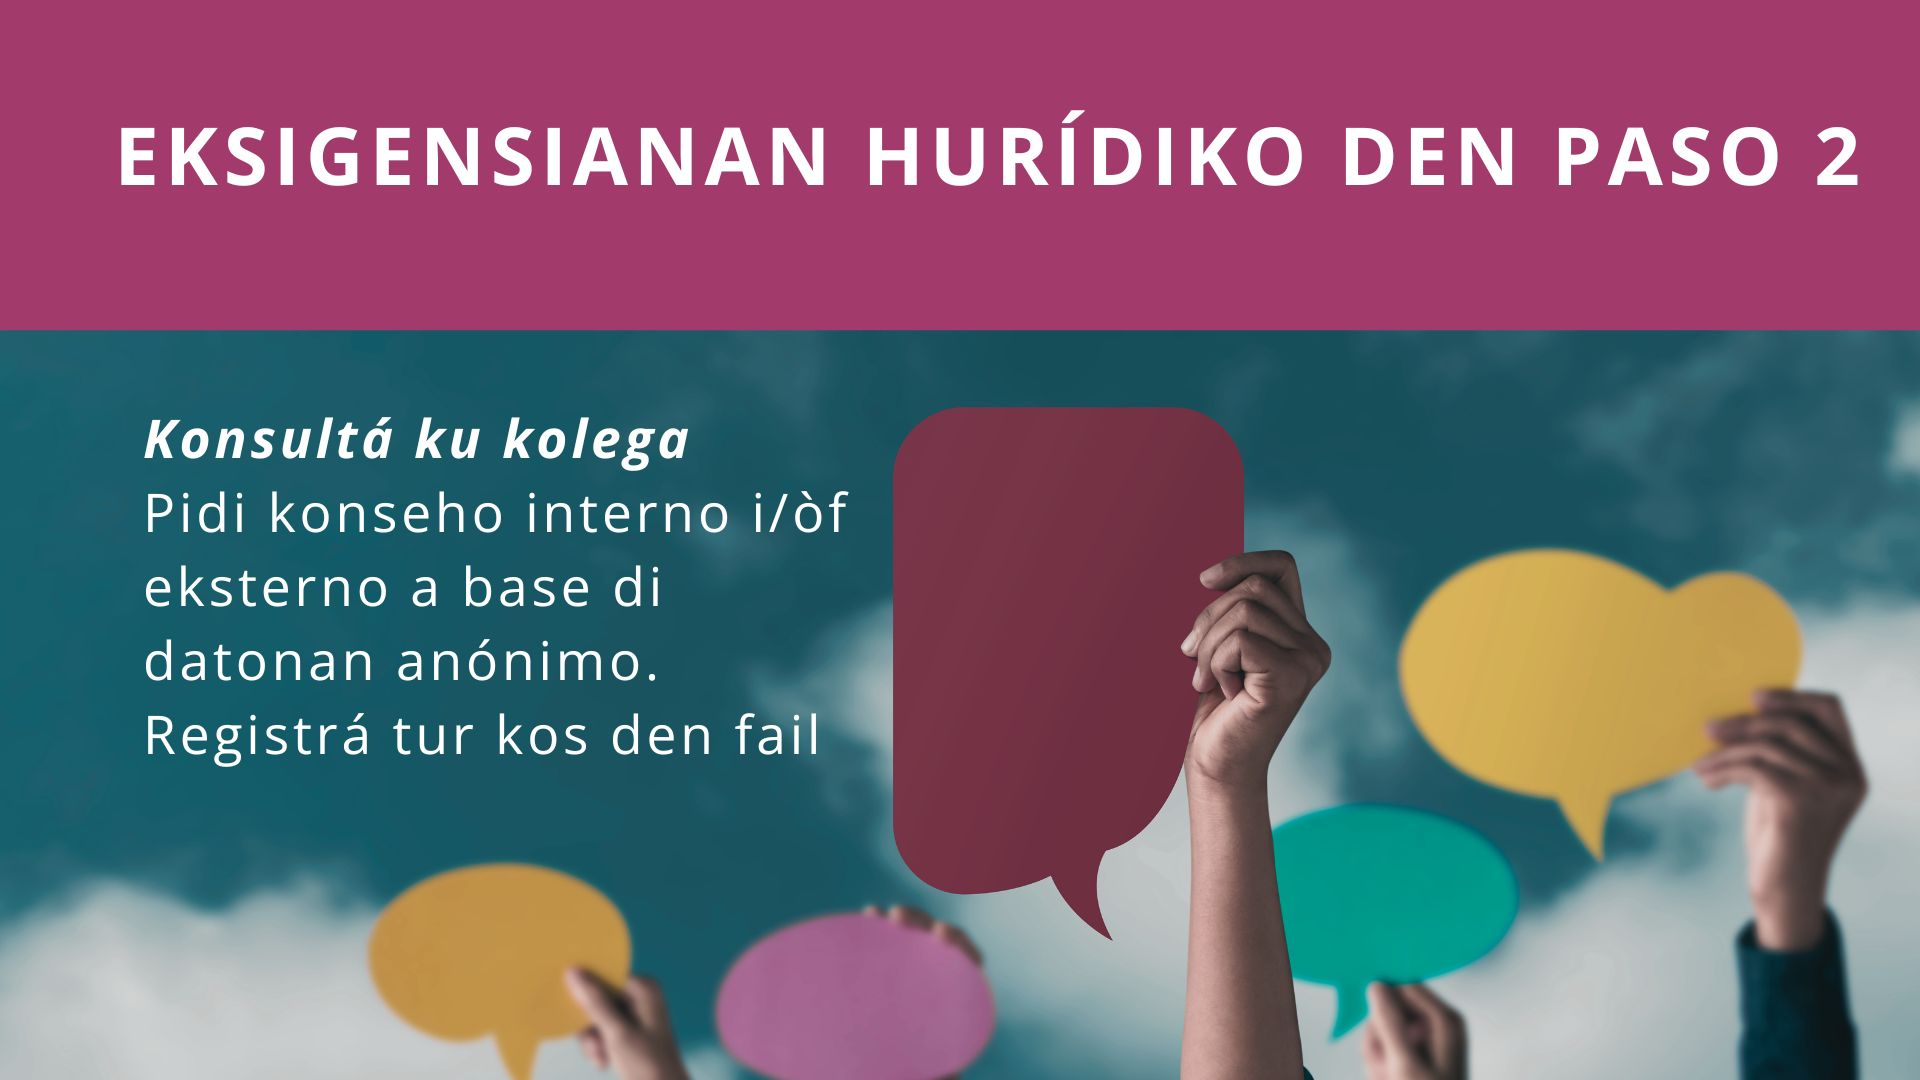 EKSIGENSIANAN HURÍDIKO DEN PASO 2
Konsultá ku kolega
Pidi konseho interno i/òf
eksterno a base di
datonan anónimo.
Registrá tur kos den fail